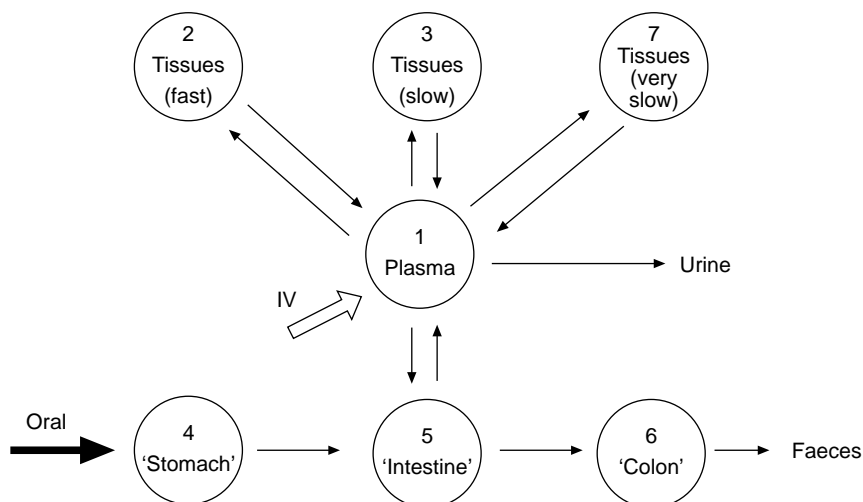 2
Tissues
(fast)
3
Tissues
(slow)
7
Tissues
(very
slow)
1
Plasma
Urine
IV
Oral
4
‘Stomach’
5
‘Intestine’
6
‘Colon’
Faeces